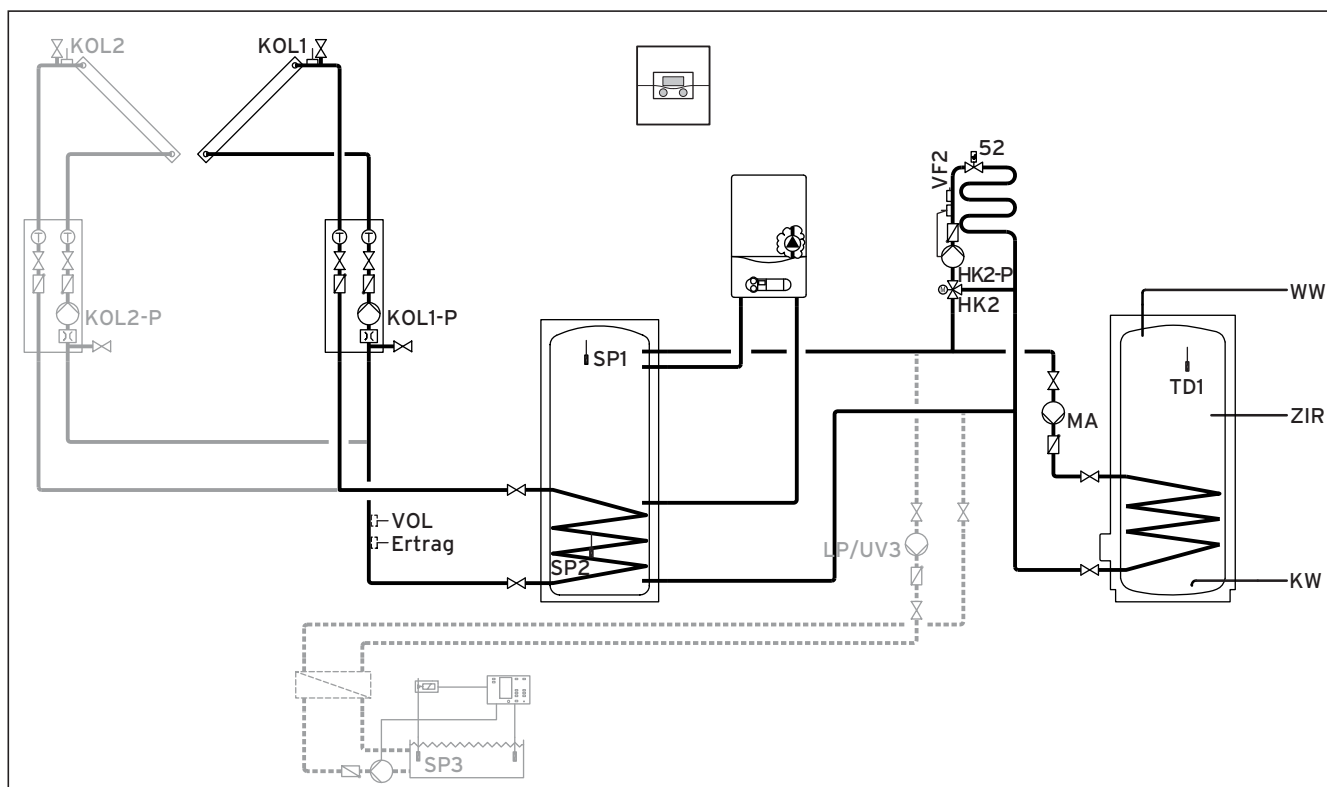 KOL2
KOL1
52
VF2
KOL2-P
KOL1-P
HK2-P
M
HK2
WW
SP1
TD1
MA
ZIR
T
T
T
T
VOL
Ertrag
SP2
LP/UV3
KW
SP3